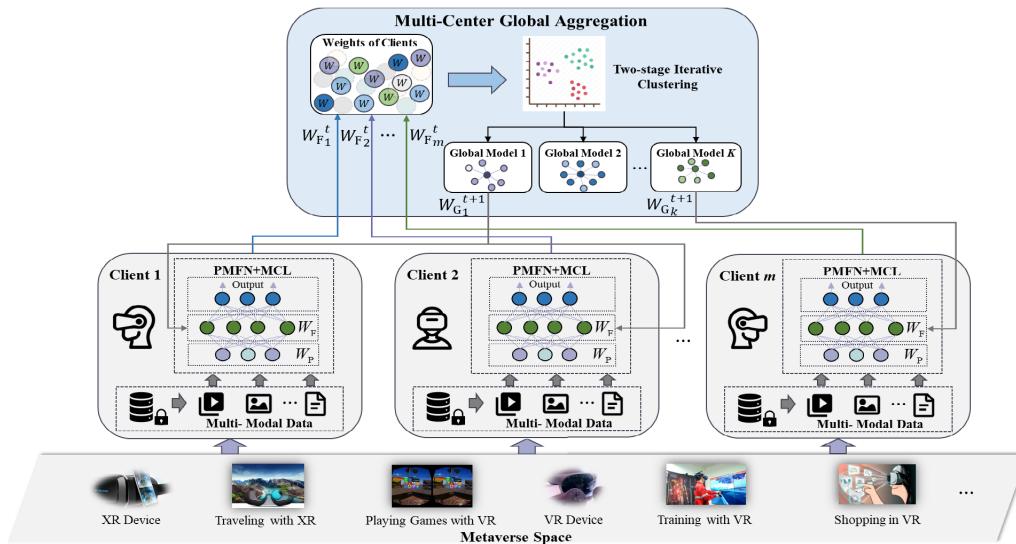 Multi-Center Global Aggregation
Weights of Clients
W W W W W W W W W W W W W
...
Two-stage Iterative
Clustering
W_F₁^t W_F₂^t ... W_Fₘ^t
Global Model 1 Global Model 2 ... Global Model K
W_G₁^{t+1} W_Gₖ^{t+1}
Client 1
PMFN+MCL
Output
W_F
W_P
...
Multi- Modal Data
Client 2
PMFN+MCL
Output
W_F
W_P
...
Multi- Modal Data
...
Client m
PMFN+MCL
Output
W_F
W_P
...
Multi- Modal Data
XR Device
Traveling with XR
Playing Games with VR
VR Device
Training with VR
Shopping in VR
...
Metaverse Space